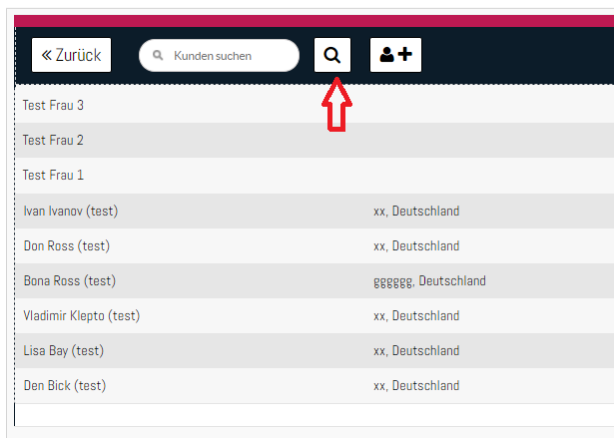 « Zurück
Kunden suchen
Test Frau 3
Test Frau 2
Test Frau 1
Ivan Ivanov (test) xx, Deutschland
Don Ross (test) xx, Deutschland
Bona Ross (test) gggggg, Deutschland
Vladimir Klepto (test) xx, Deutschland
Lisa Bay (test) xx, Deutschland
Den Bick (test) xx, Deutschland